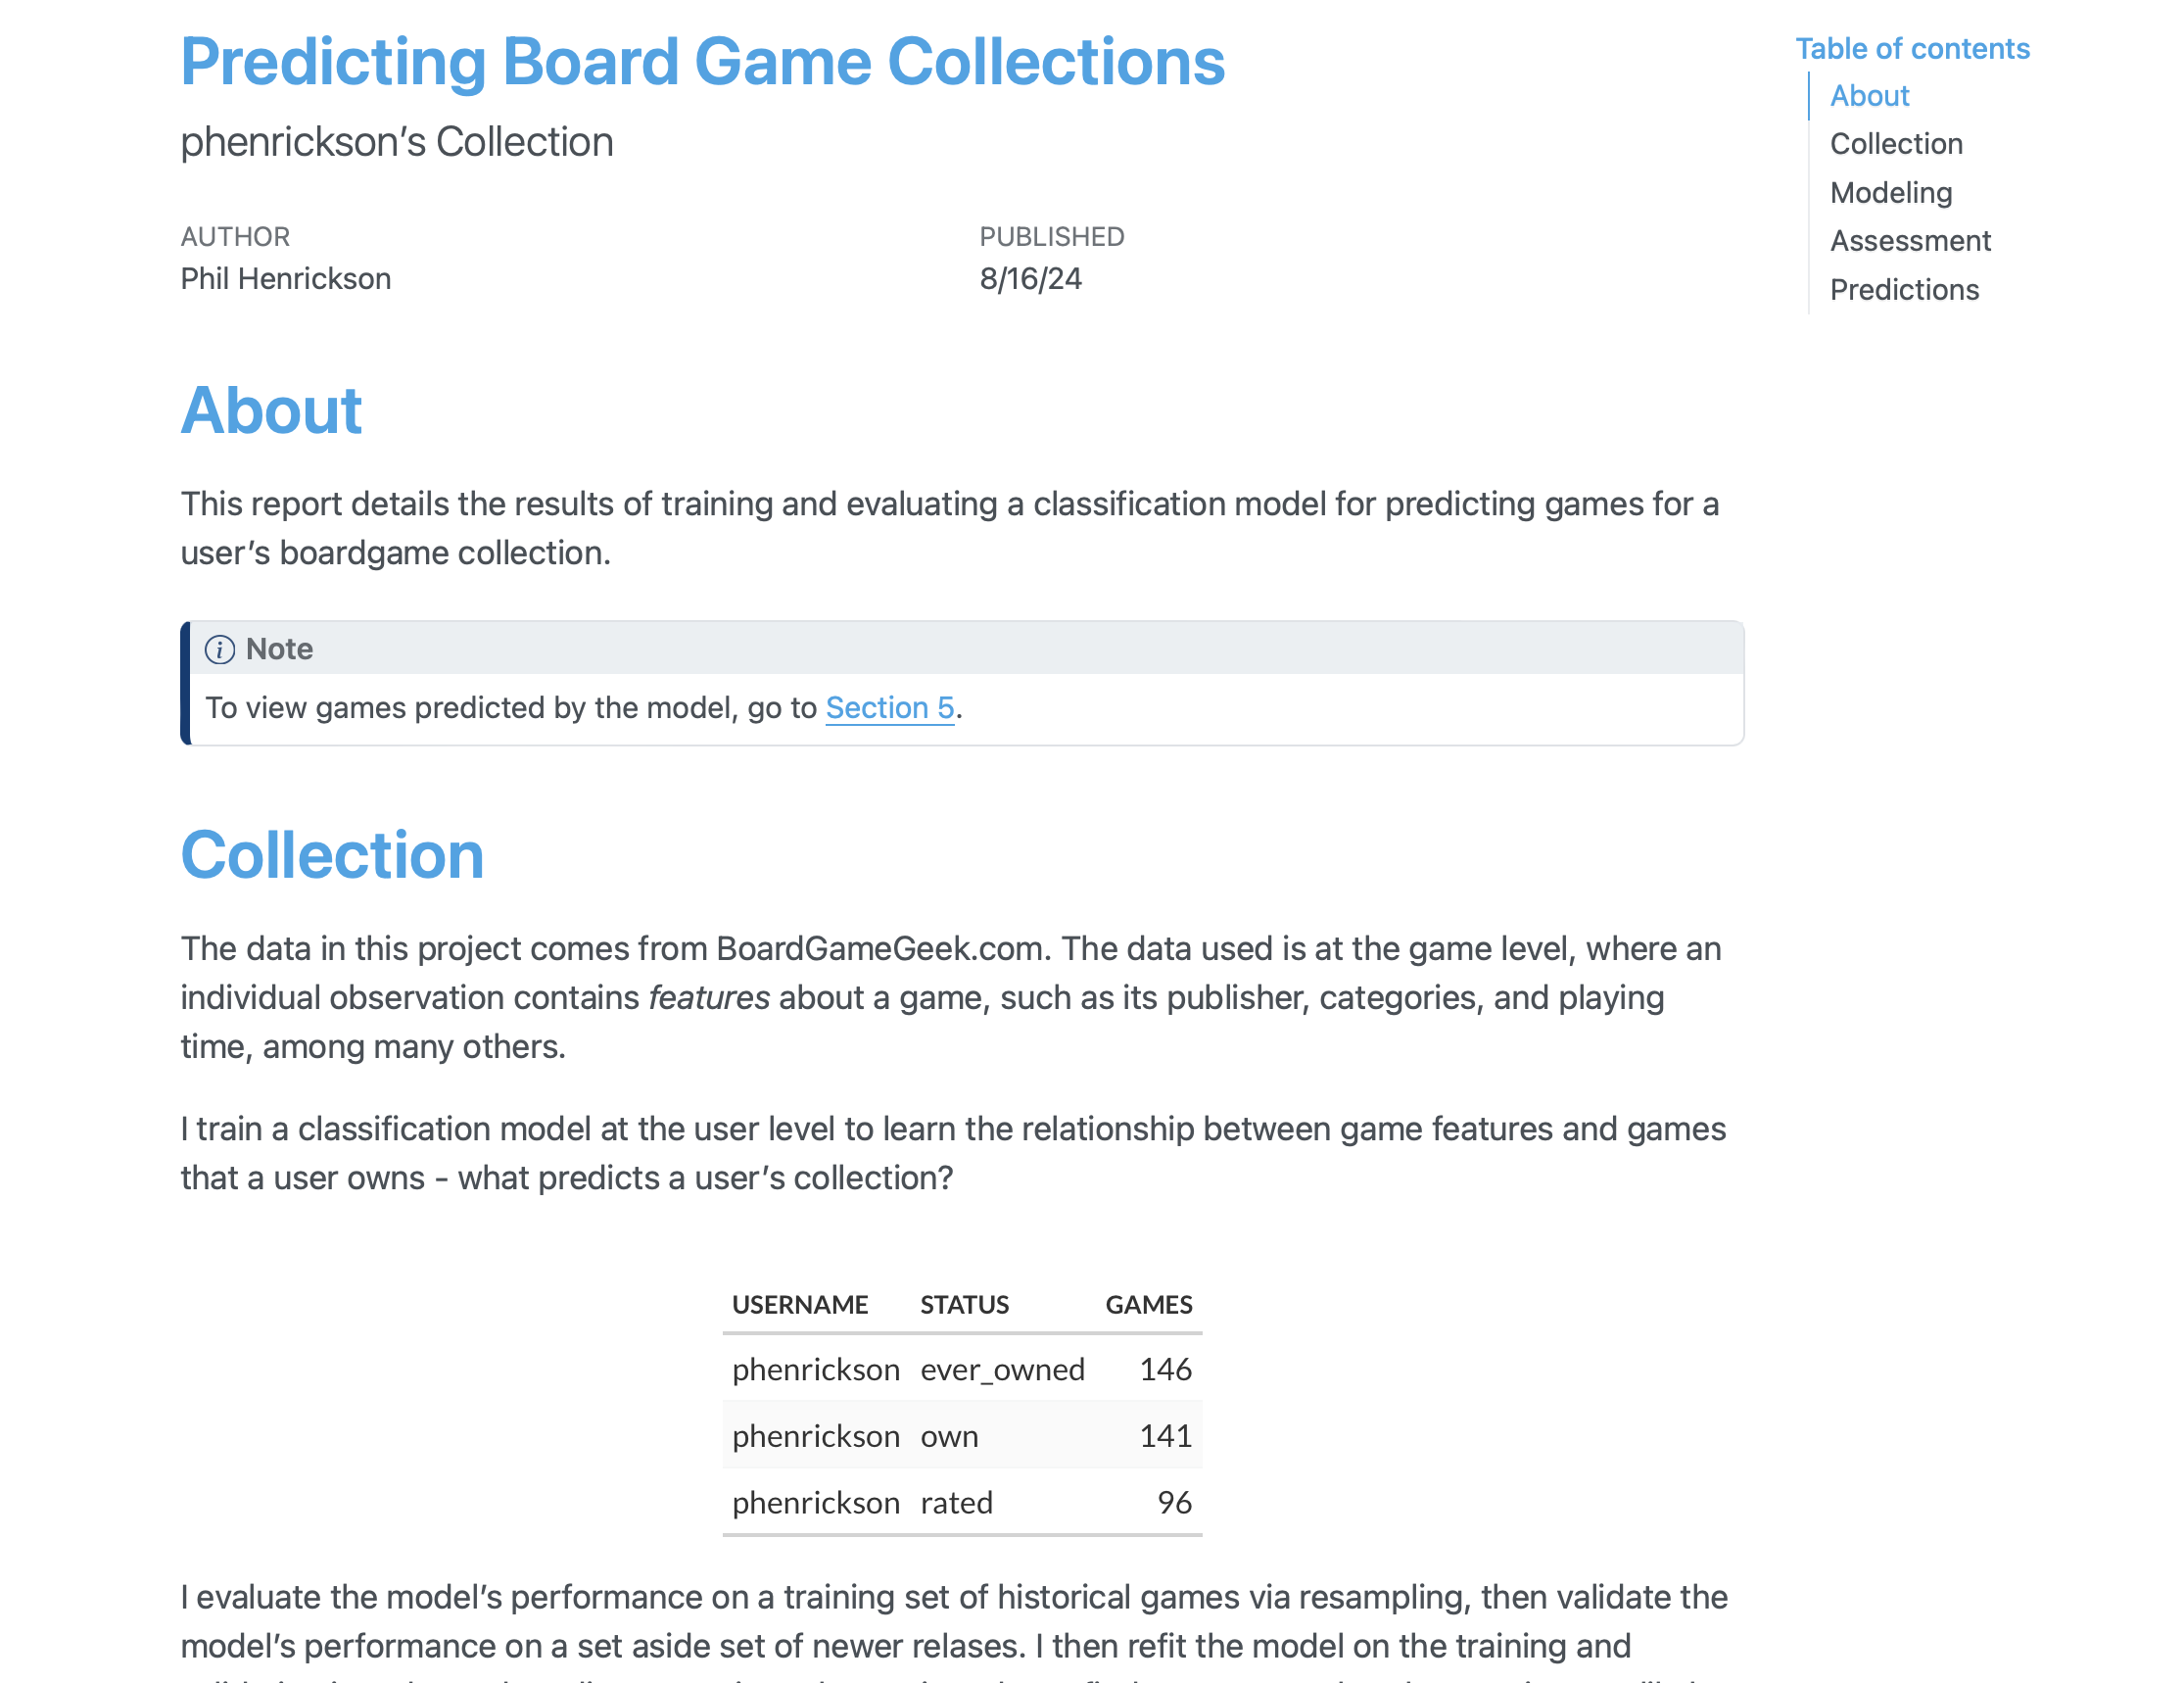 Predicting Board Game Collections
phenrickson’s Collection
AUTHOR
Phil Henrickson
PUBLISHED
8/16/24
Table of contents
About
Collection
Modeling
Assessment
Predictions
About
This report details the results of training and evaluating a classification model for predicting games for a
user’s boardgame collection.
Note
To view games predicted by the model, go to Section 5.
Collection
The data in this project comes from BoardGameGeek.com. The data used is at the game level, where an
individual observation contains features about a game, such as its publisher, categories, and playing
time, among many others.
I train a classification model at the user level to learn the relationship between game features and games
that a user owns - what predicts a user’s collection?
USERNAME STATUS GAMES
phenrickson ever_owned 146
phenrickson own 141
phenrickson rated 96
I evaluate the model’s performance on a training set of historical games via resampling, then validate the
model’s performance on a set aside set of newer relases. I then refit the model on the training and